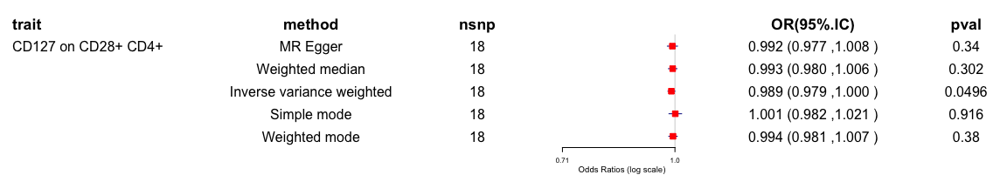 trait method nsnp OR(95%.IC) pval
CD127 on CD28+ CD4+ MR Egger 18 0.992 (0.977 ,1.008 ) 0.34
Weighted median 18 0.993 (0.980 ,1.006 ) 0.302
Inverse variance weighted 18 0.989 (0.979 ,1.000 ) 0.0496
Simple mode 18 1.001 (0.982 ,1.021 ) 0.916
Weighted mode 18 0.994 (0.981 ,1.007 ) 0.38
0.71 1.0
Odds Ratios (log scale)